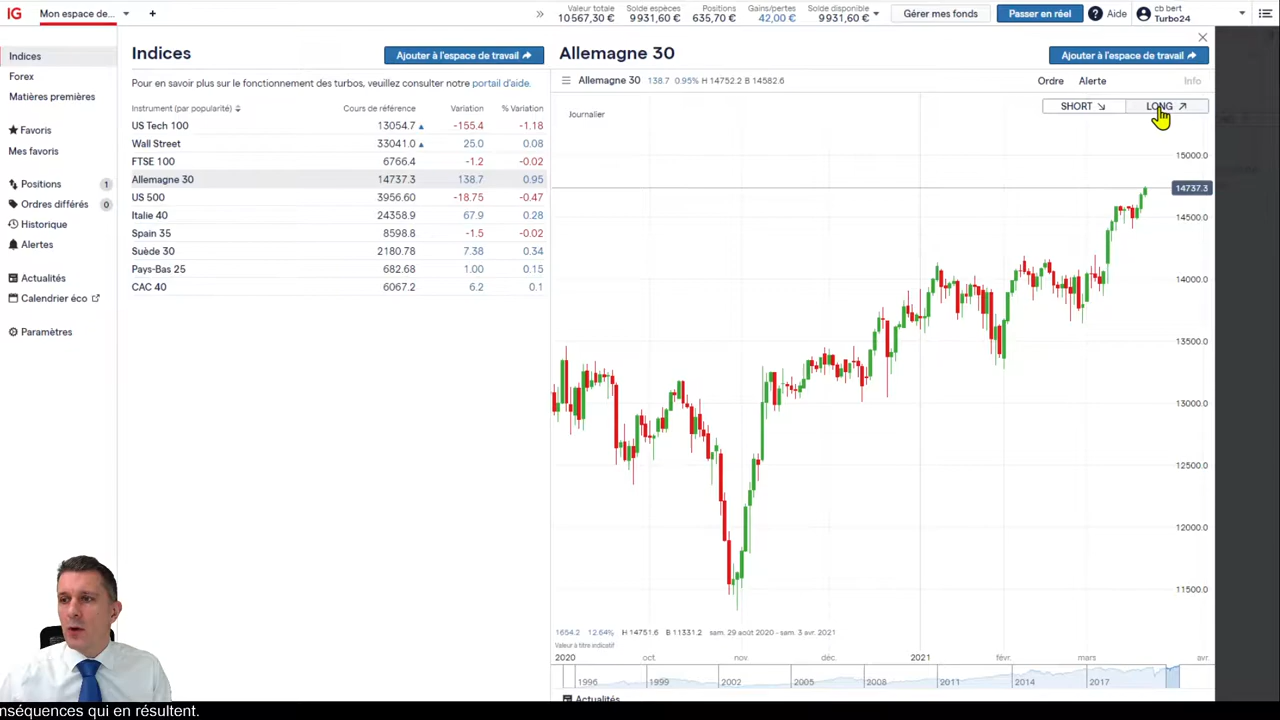 IG
Mon espace de...
Valeur totale
10 567,30 €
Solde espèces
9931,60 €
Positions
635,70 €
Gains/pertes
42,00 €
Solde disponible
9931,60 €
Gérer mes fonds
Passer en réel
Aide
cb bert
Turbo24
Indices
Forex
Matières premières
Favoris
Mes favoris
Positions 1
Ordres différés 0
Historique
Alertes
Actualités
Calendrier éco
Paramètres
Indices
Ajouter à l'espace de travail
Pour en savoir plus sur le fonctionnement des turbos, veuillez consulter notre portail d'aide.
Instrument (par popularité) Cours de référence Variation % Variation
US Tech 100 13054.7 -155.4 -1.18
Wall Street 33041.0 25.0 0.08
FTSE 100 6766.4 -1.2 -0.02
Allemagne 30 14737.3 138.7 0.95
US 500 3956.60 -18.75 -0.47
Italie 40 24358.9 67.9 0.28
Spain 35 8598.8 -1.5 -0.02
Suède 30 2180.78 7.38 0.34
Pays-Bas 25 682.68 1.00 0.15
CAC 40 6067.2 6.2 0.1
Allemagne 30
Ajouter à l'espace de travail
Allemagne 30 138.7 0.95% H 14752.2 B 14582.6
Ordre
Alerte
Info
Journalier
SHORT
LONG
15000.0
14737.3
14500.0
14000.0
13500.0
13000.0
12500.0
12000.0
11500.0
1654.2 12.64% H 14751.6 B 11331.2 sam. 29 août 2020 - sam. 3 avr. 2021
Valeur à titre indicatif
2020 oct. nov. déc. 2021 févr. mars avr.
1996 1999 2002 2005 2008 2011 2014 2017
Actualités
nséquences qui en résultent.